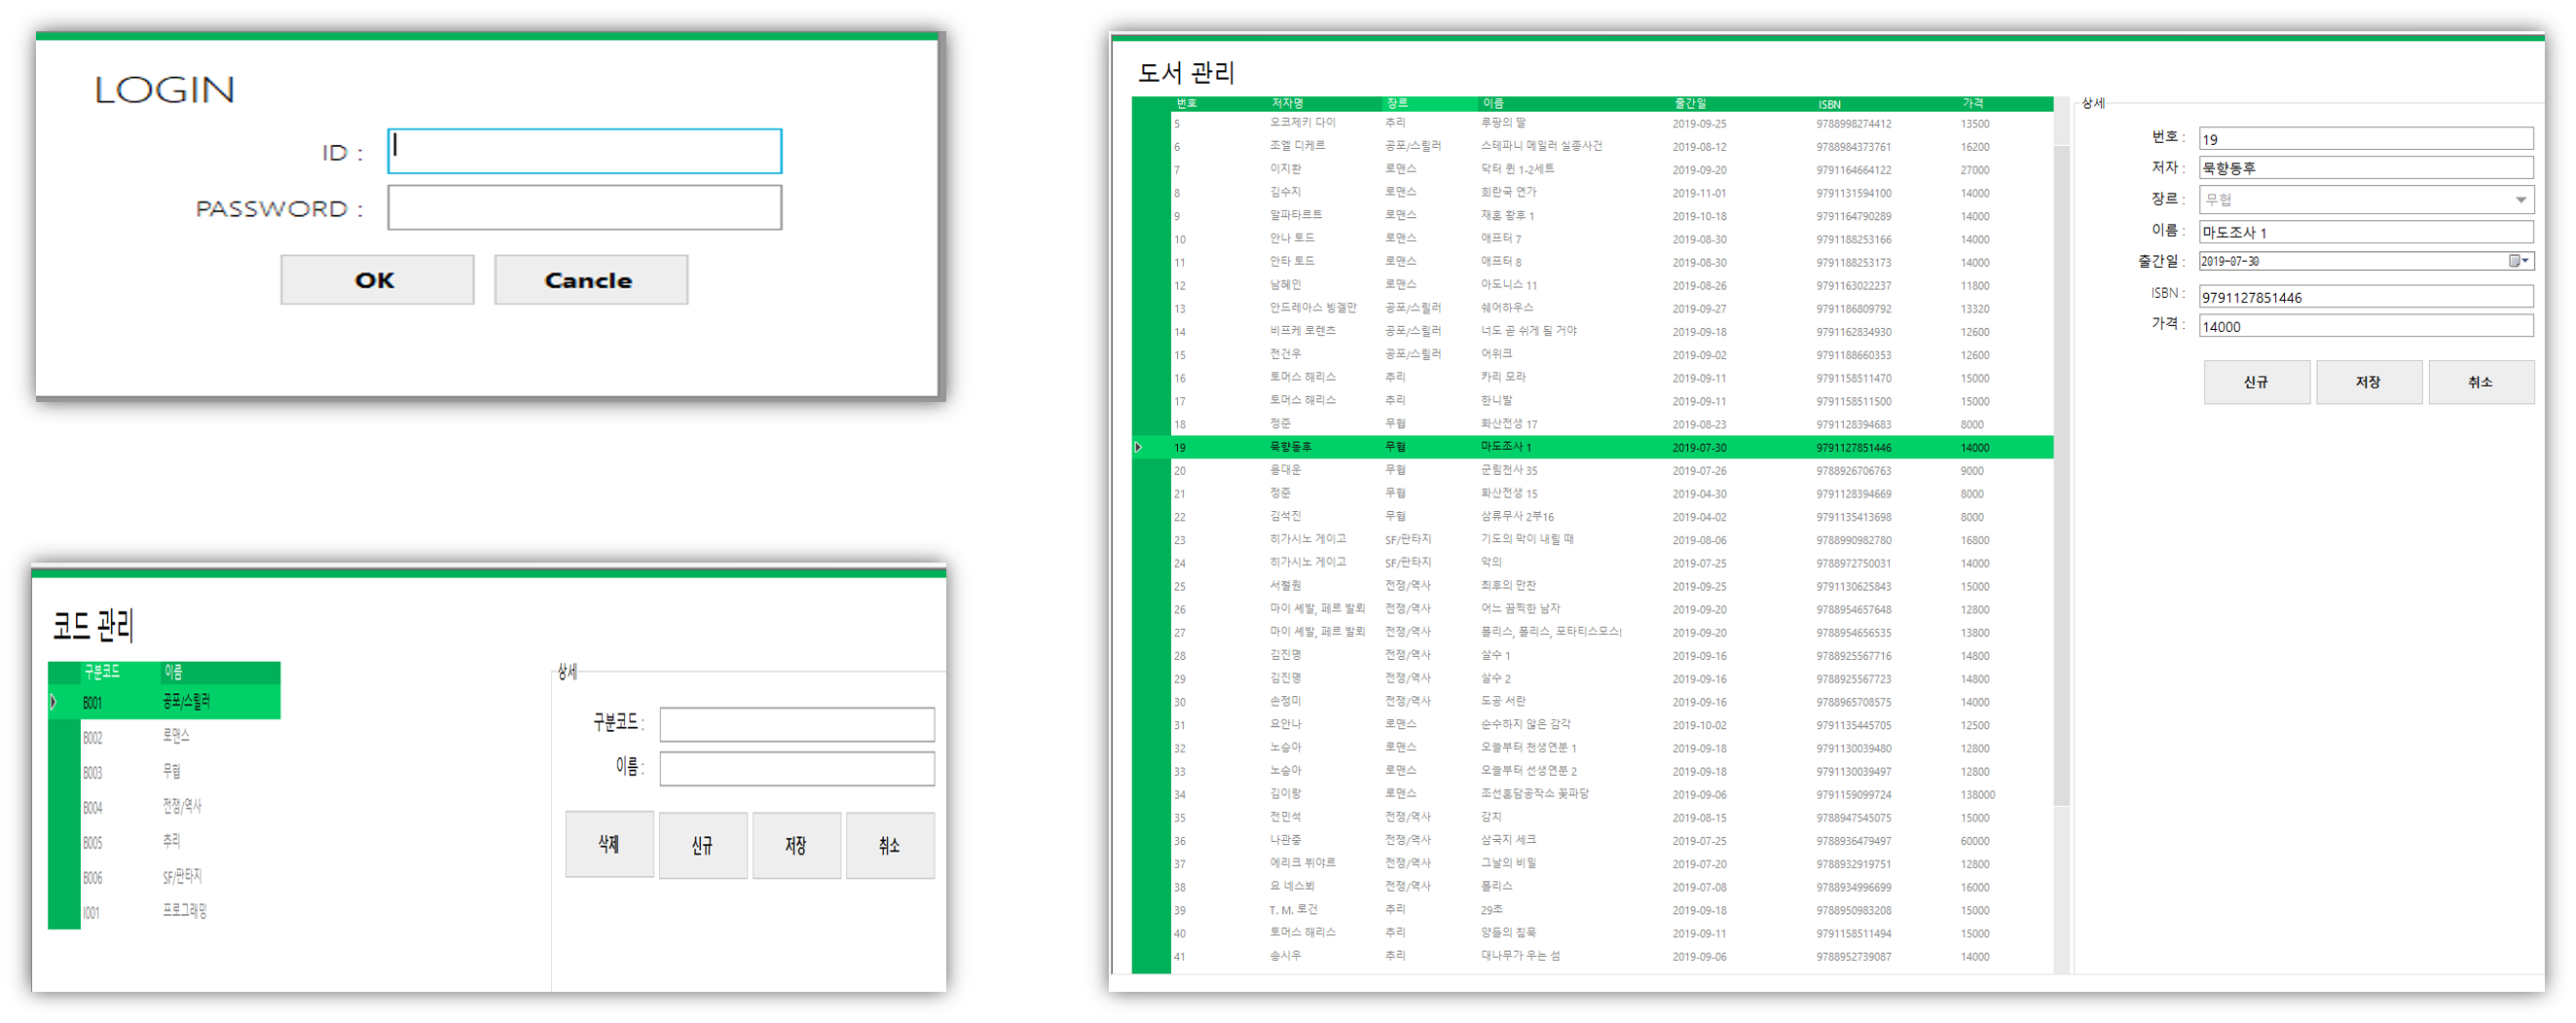 LOGIN
ID :
PASSWORD :
OK Cancle
코드 관리
구분코드 이름
B001 공포/스릴러
B002 로맨스
B003 무협
B004 전쟁/역사
B005 추리
B006 SF/판타지
I001 프로그래밍
상세
구분코드 :
이름 :
삭제 신규 저장 취소
도서 관리
번호 저자명 장르 이름 출간일 ISBN 가격
5 오코제키 다이 추리 루팡의 딸 2019-09-25 9788998274412 13500
6 조엘 디케르 공포/스릴러 스테파니 메일러 실종사건 2019-08-12 9788984373761 16200
7 이지환 로맨스 닥터 퀸 1-2세트 2019-09-20 9791164664122 27000
8 김수지 로맨스 희란국 연가 2019-11-01 9791131594100 14000
9 알파타르트 로맨스 재혼 황후 1 2019-10-18 9791164790289 14000
10 안나 토드 로맨스 애프터 7 2019-08-30 9791188253166 14000
11 안타 토드 로맨스 애프터 8 2019-08-30 9791188253173 14000
12 남혜인 로맨스 아도니스 11 2019-08-26 9791163022237 11800
13 안드레아스 빙겔만 공포/스릴러 쉐어하우스 2019-09-27 9791186809792 13320
14 비프케 로렌츠 공포/스릴러 너도 곧 쉬게 될 거야 2019-09-18 9791162834930 12600
15 전건우 공포/스릴러 어위크 2019-09-02 9791188660353 12600
16 토머스 해리스 추리 카리 모라 2019-09-11 9791158511470 15000
17 토머스 해리스 추리 한니발 2019-09-11 9791158511500 15000
18 정준 무협 화산전생 17 2019-08-23 9791128394683 8000
19 묵향동후 무협 마도조사 1 2019-07-30 9791127851446 14000
20 용대운 무협 군림천사 35 2019-07-26 9788926706763 9000
21 정준 무협 화산전생 15 2019-04-30 9791128394669 8000
22 김석진 무협 삼류무사 2부16 2019-04-02 9791135413698 8000
23 히가시노 게이고 SF/판타지 기도의 막이 내릴 때 2019-08-06 9788990982780 16800
24 히가시노 게이고 SF/판타지 악의 2019-07-25 9788972750031 14000
25 서철원 전쟁/역사 최후의 만찬 2019-09-25 9791130625843 15000
26 마이 셰발, 페르 발뢰 전쟁/역사 어느 끔찍한 남자 2019-09-20 9788954657648 12800
27 마이 셰발, 페르 발뢰 전쟁/역사 폴리스, 폴리스, 포타티스모스! 2019-09-20 9788954656535 13800
28 김진명 전쟁/역사 살수 1 2019-09-16 9788925567716 14800
29 김진명 전쟁/역사 살수 2 2019-09-16 9788925567723 14800
30 손정미 전쟁/역사 도공 서란 2019-09-16 9788965708575 14000
31 요안나 로맨스 순수하지 않은 감각 2019-10-02 9791135445705 12500
32 노승아 로맨스 오늘부터 천생연분 1 2019-09-18 9791130039480 12800
33 노승아 로맨스 오늘부터 선생연분 2 2019-09-18 9791130039497 12800
34 김이랑 로맨스 조선혼담공작소 꽃파당 2019-09-06 9791159099724 138000
35 전민석 전쟁/역사 감치 2019-08-15 9788947545075 15000
36 나관중 전쟁/역사 삼국지 세크 2019-07-25 9788936479497 60000
37 에리크 뷔야르 전쟁/역사 그날의 비밀 2019-07-20 9788932919751 12800
38 요 네스뵈 전쟁/역사 폴리스 2019-07-08 9788934996699 16000
39 T. M. 로건 추리 29초 2019-09-18 9788950983208 15000
40 토머스 해리스 추리 양들의 침묵 2019-09-11 9791158511494 15000
41 송시우 추리 대나무가 우는 섬 2019-09-06 9788952739087 14000
상세
번호 : 19
저자 : 묵향동후
장르 : 무협
이름 : 마도조사 1
출간일 : 2019-07-30
ISBN : 9791127851446
가격 : 14000
신규 저장 취소